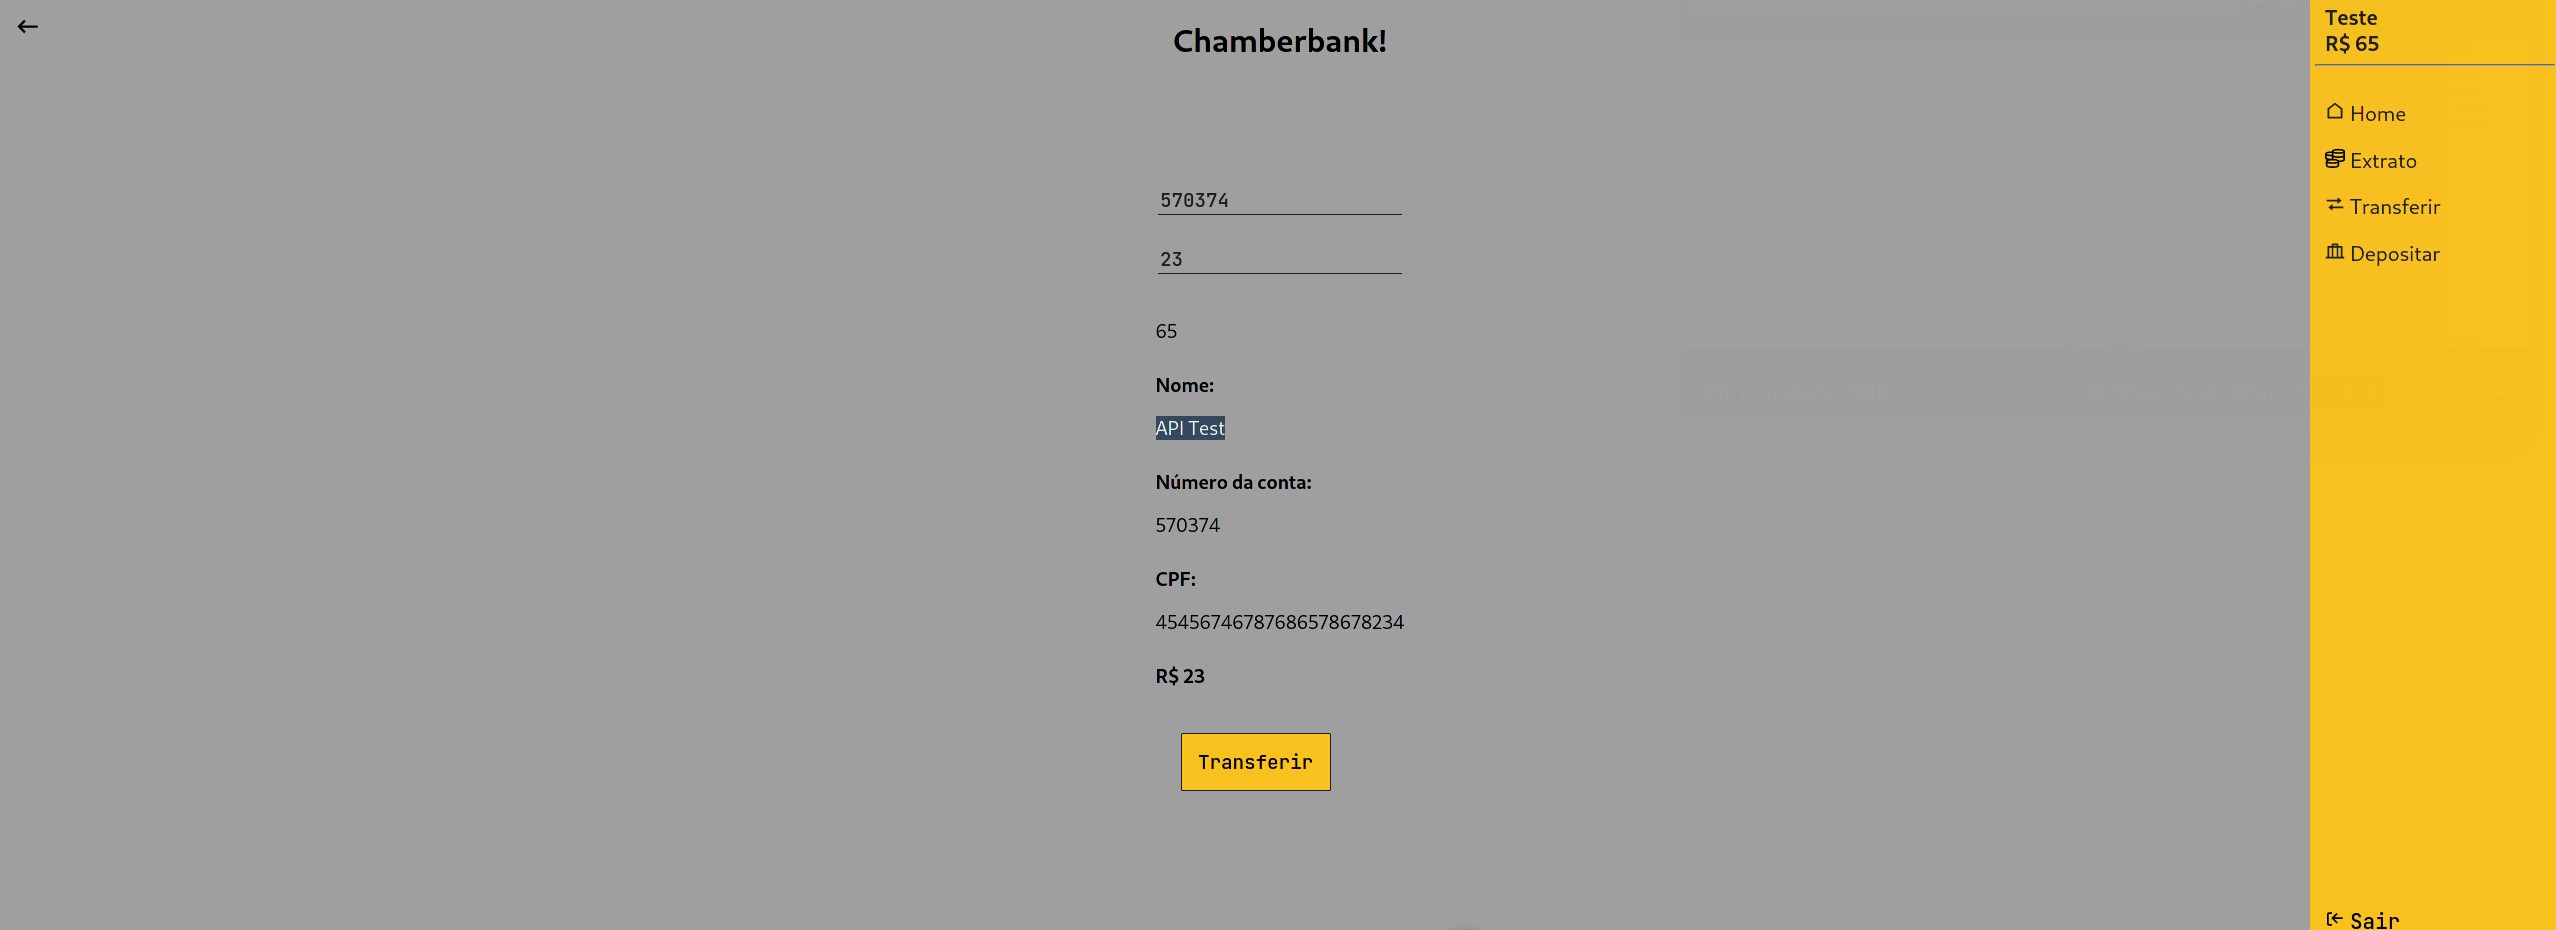 Chamberbank!
570374
23
65
Nome:
API Test
Número da conta:
570374
CPF:
45456746787686578678234
R$ 23
Transferir
Teste
R$ 65
Home
Extrato
Transferir
Depositar
Sair